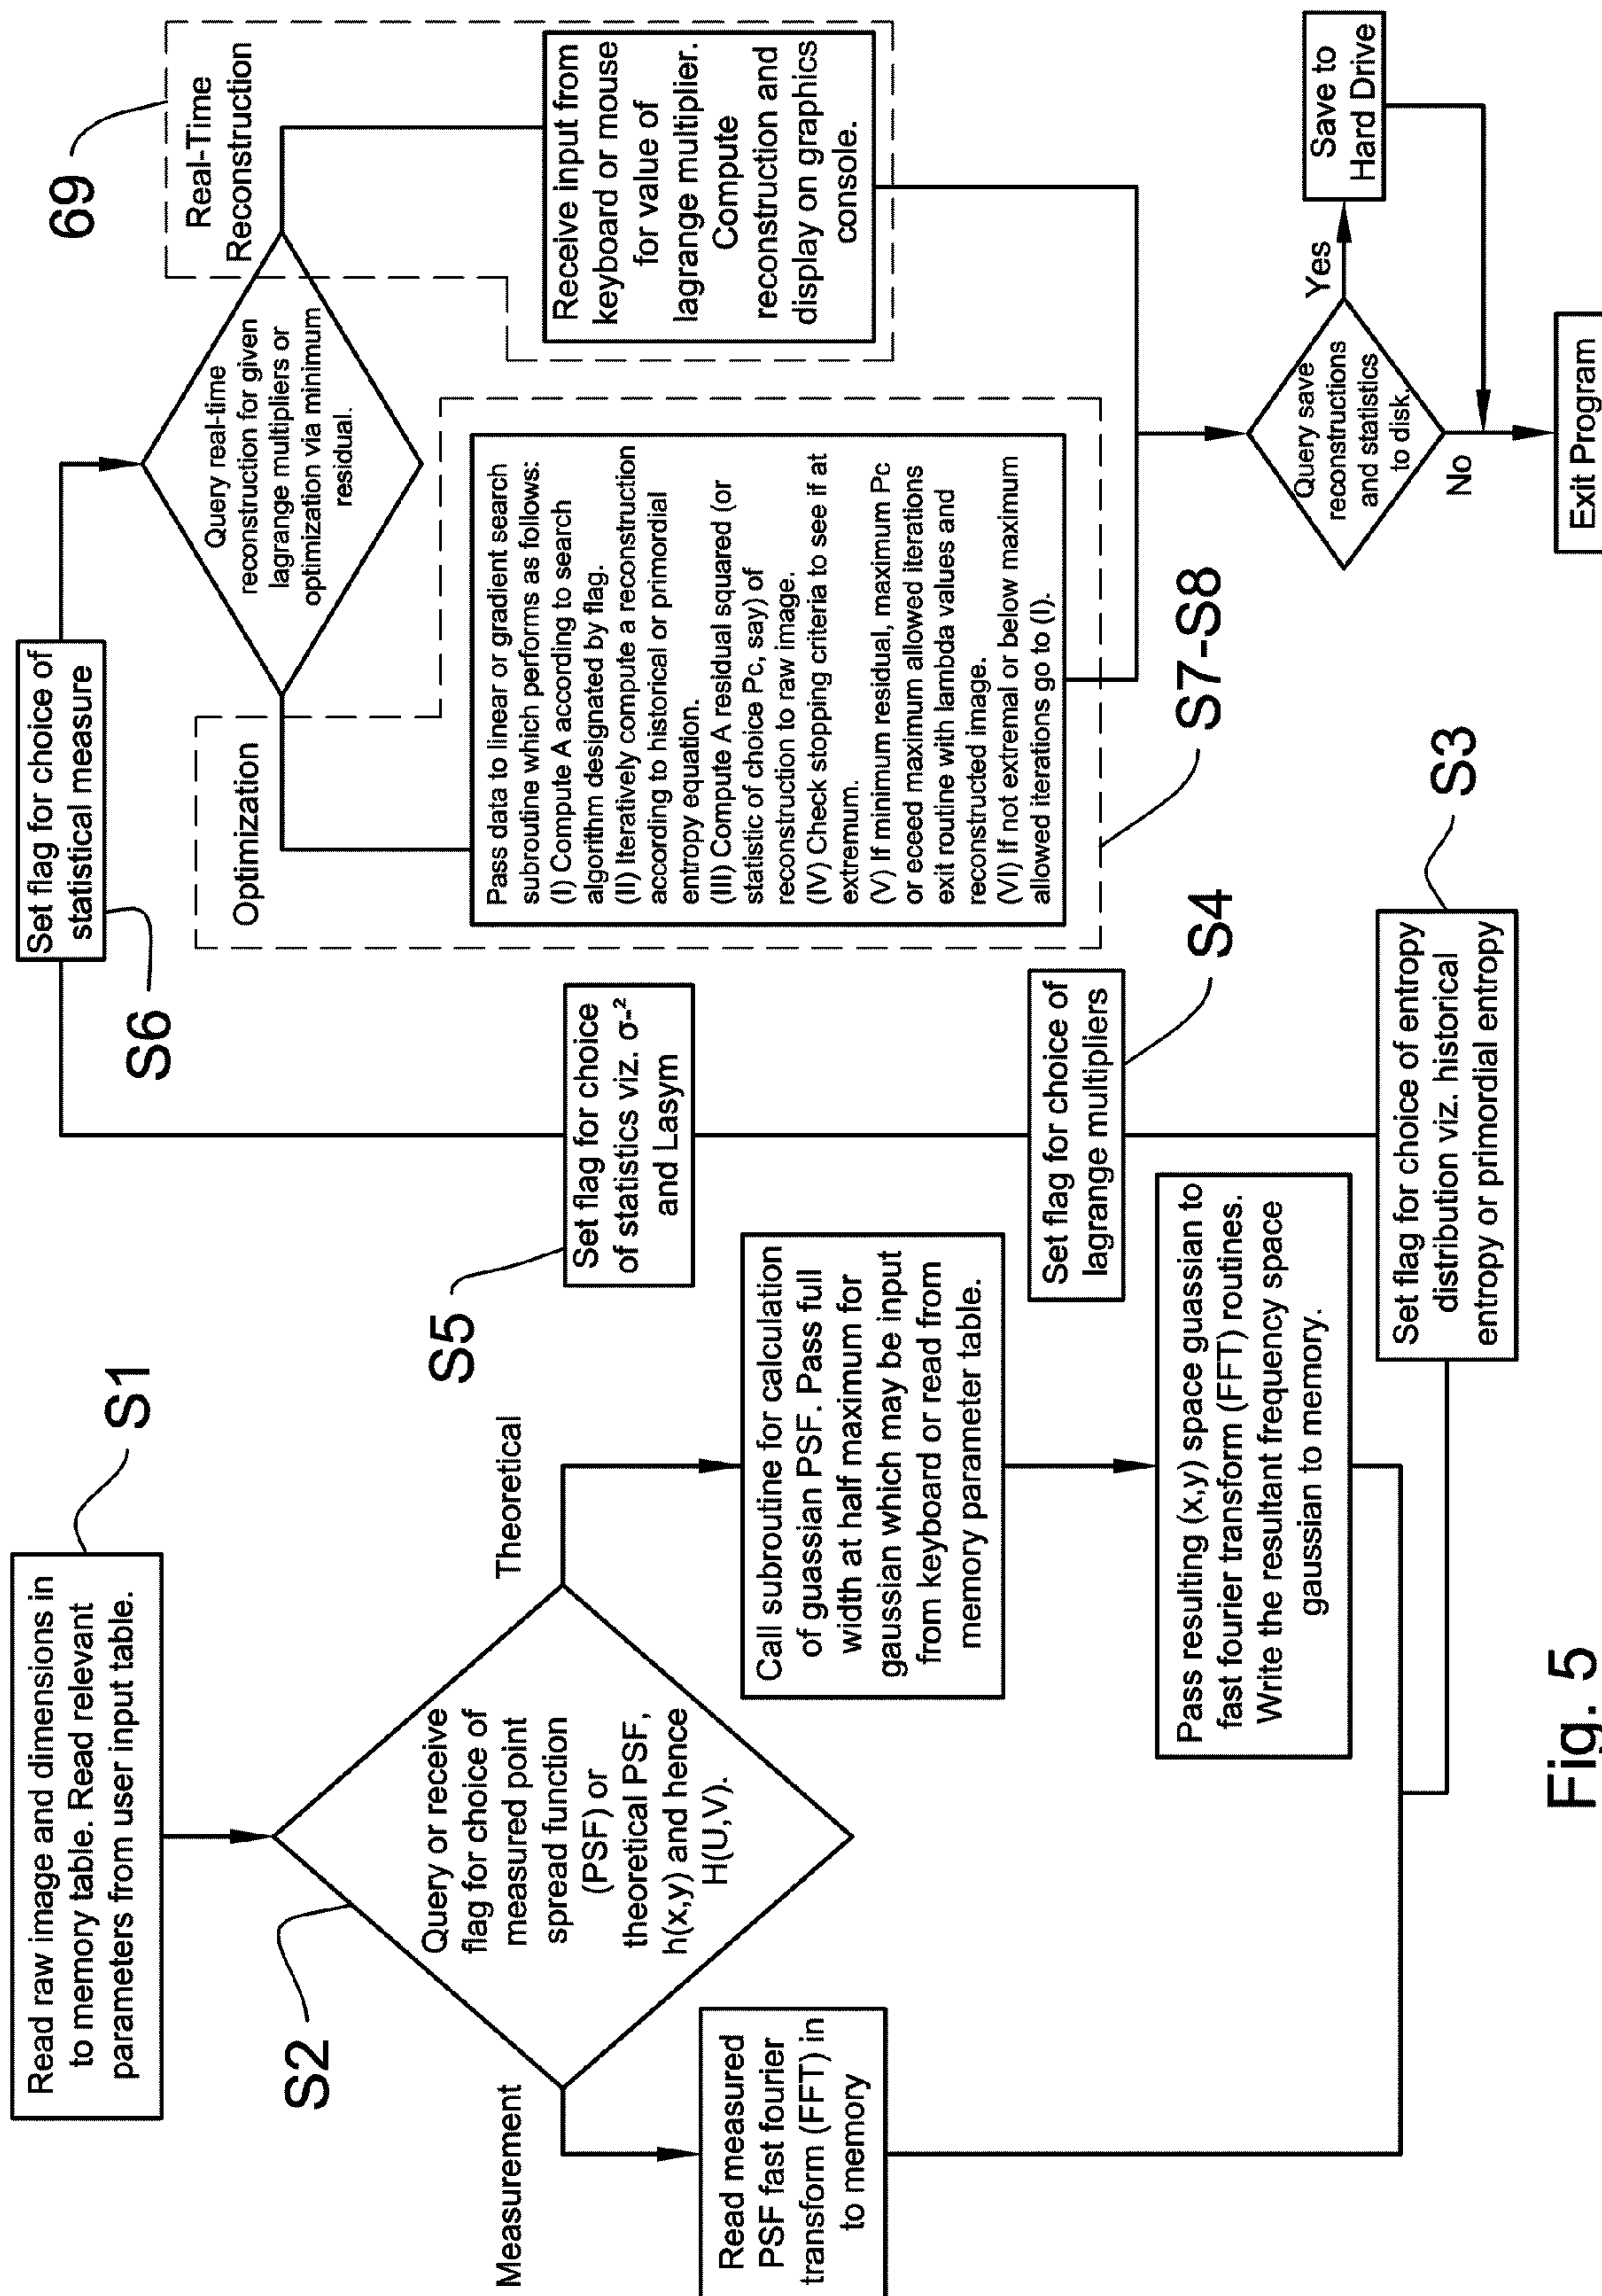 S1
Read raw image and dimensions in
to memory table. Read relevant
parameters from user input table.
S2
Query or receive
flag for choice of
measured point
spread function
(PSF) or
theoretical PSF,
h(x,y) and hence
H(U,V).
Measurement
Theoretical
Read measured
PSF fast fourier
transform (FFT) in
to memory
Call subroutine for calculation
of guassian PSF. Pass full
width at half maximum for
gaussian which may be input
from keyboard or read from
memory parameter table.
Pass resulting (x,y) space guassian to
fast fourier transform (FFT) routines.
Write the resultant frequency space
gaussian to memory.
S3
Set flag for choice of entropy
distribution viz. historical
entropy or primordial entropy
S4
Set flag for choice of
lagrange multipliers
S5
Set flag for choice
of statistics viz. σ-²
and Lasym
S6
Set flag for choice of
statistical measure
Query real-time
reconstruction for given
lagrange multipliers or
optimization via minimum
residual.
Optimization
Pass data to linear or gradient search
subroutine which performs as follows:
(I) Compute A according to search
algorithm designated by flag.
(II) Iteratively compute a reconstruction
according to historical or primordial
entropy equation.
(III) Compute A residual squared (or
statistic of choice Pc, say) of
reconstruction to raw image.
(IV) Check stopping criteria to see if at
extremum.
(V) If minimum residual, maximum Pc
or eceed maximum allowed iterations
exit routine with lambda values and
reconstructed image.
(VI) If not extremal or below maximum
allowed iterations go to (I).
S7-S8
69
Real-Time
Reconstruction
Receive input from
keyboard or mouse
for value of
lagrange multiplier.
Compute
reconstruction and
display on graphics
console.
Query save
reconstructions
and statistics
to disk.
Yes
Save to
Hard Drive
No
Exit Program
Fig. 5